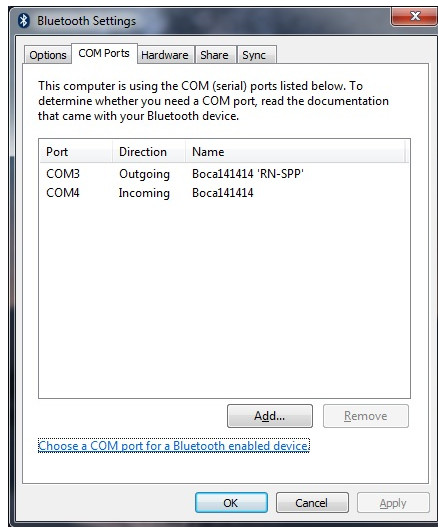 Bluetooth Settings
Options COM Ports Hardware Share Sync
This computer is using the COM (serial) ports listed below. To
determine whether you need a COM port, read the documentation
that came with your Bluetooth device.
Port Direction Name
COM3 Outgoing Boca141414 'RN-SPP'
COM4 Incoming Boca141414
Add... Remove
Choose a COM port for a Bluetooth enabled device
OK Cancel Apply